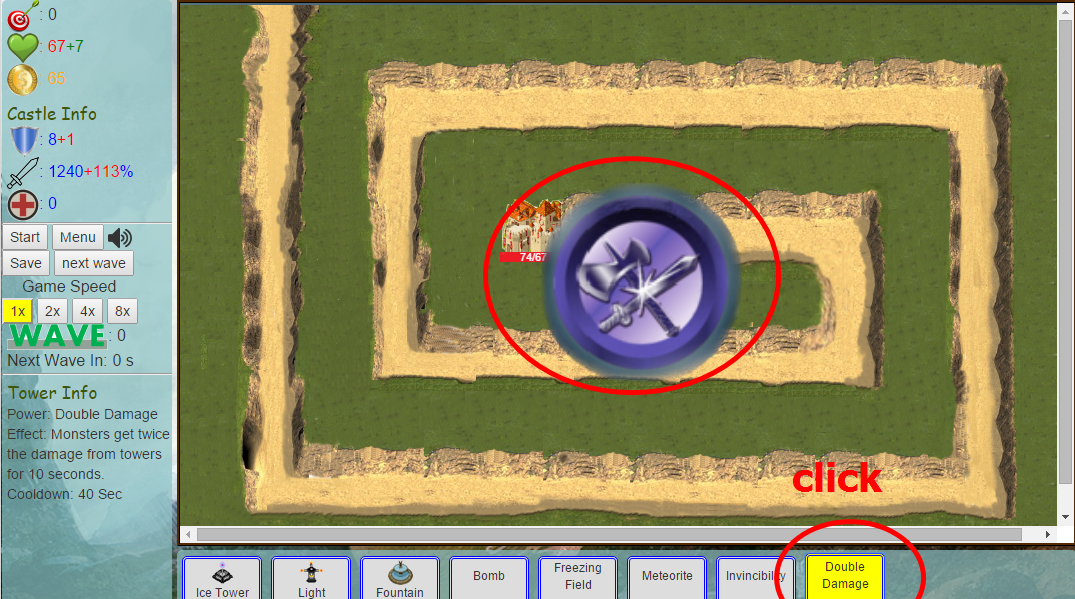 : 0
: 67+7
: 65
Castle Info
: 8+1
: 1240+113%
: 0
Start Menu
Save next wave
Game Speed
1x 2x 4x 8x
WAVE : 0
Next Wave In: 0 s
Tower Info
Power: Double Damage
Effect: Monsters get twice
the damage from towers
for 10 seconds.
Cooldown: 40 Sec
74/67
click
Ice Tower
Light
Fountain
Bomb
Freezing
Field
Meteorite
Invincibility
Double
Damage